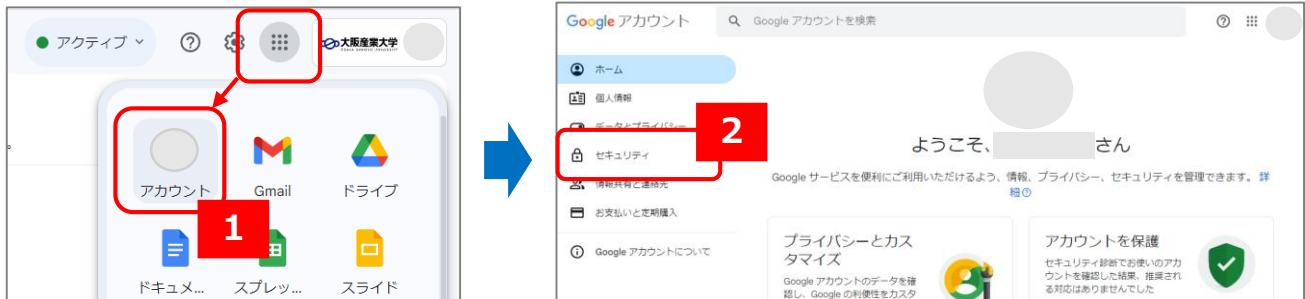 アクティブ
大阪産業大学
OSAKA SANGYO UNIVERSITY
アカウント
Gmail
ドライブ
1
ドキュメ...
スプレッ...
スライド
Google アカウント
Google アカウントを検索
ホーム
個人情報
データとプライバシー
2
セキュリティ
情報共有と連絡先
お支払いと定期購入
Google アカウントについて
ようこそ、 さん
Google サービスを便利にご利用いただけるよう、情報、プライバシー、セキュリティを管理できます。詳
細
プライバシーとカス
タマイズ
Google アカウントのデータを確
認し、Google の利便性をカスタ
アカウントを保護
セキュリティ診断でお使いのアカ
ウントを確認した結果、推奨され
る対応はありませんでした